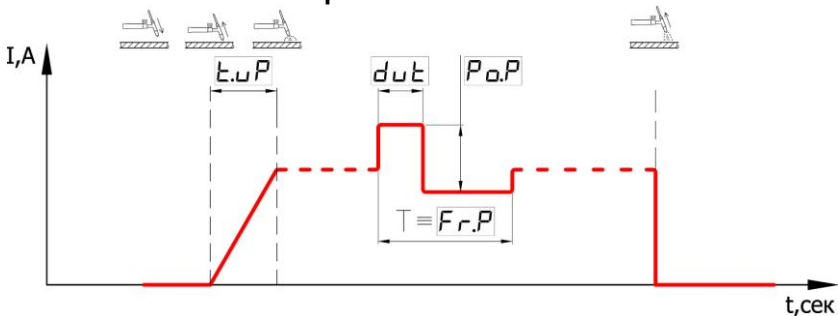 I,A
t.uP
dut
Po.P
T ≡ Fr.P
t,сек